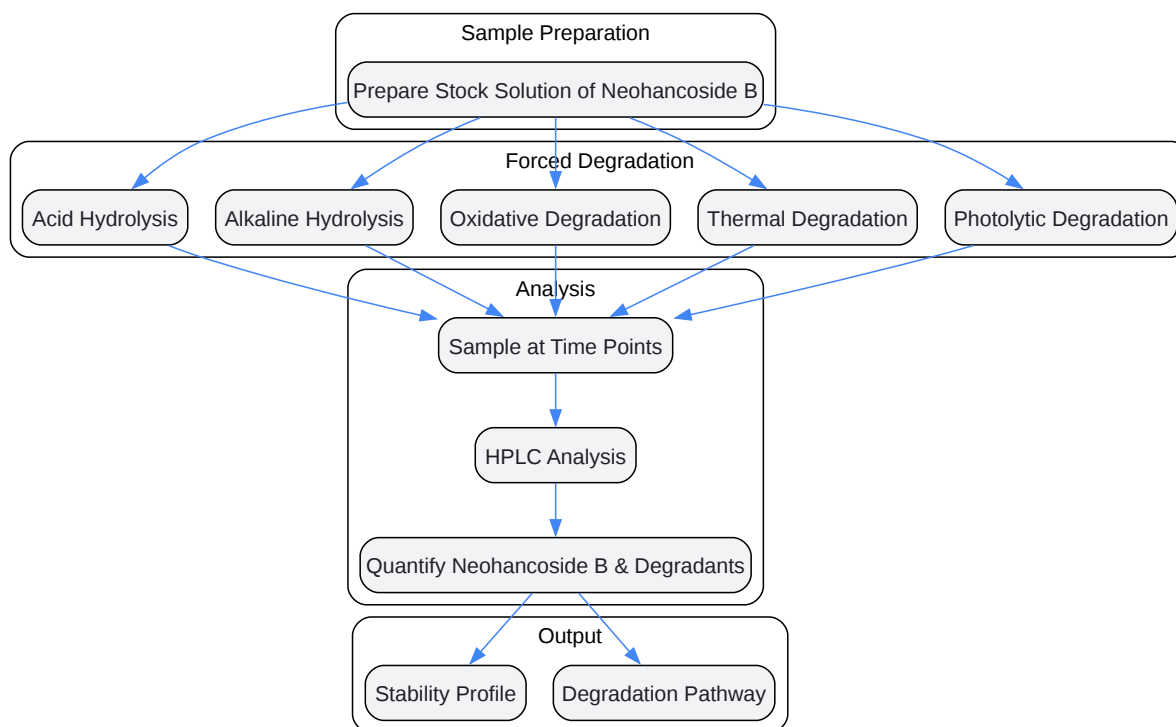 Sample Preparation
Prepare Stock Solution of Neohancoside B
Forced Degradation
Acid Hydrolysis
Alkaline Hydrolysis
Oxidative Degradation
Thermal Degradation
Photolytic Degradation
Analysis
Sample at Time Points
HPLC Analysis
Quantify Neohancoside B & Degradants
Output
Stability Profile
Degradation Pathway